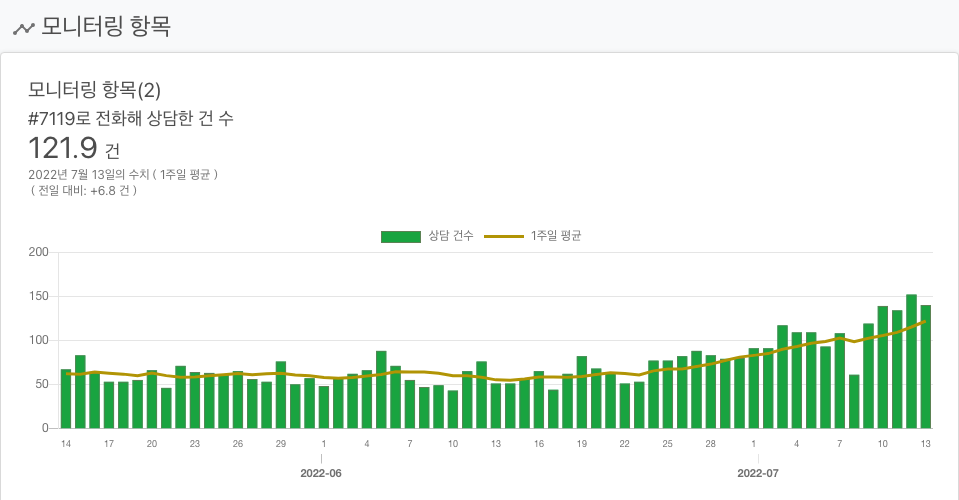 모니터링 항목
모니터링 항목(2)
#7119로 전화해 상담한 건 수
121.9 건
2022년 7월 13일의 수치 ( 1주일 평균 )
( 전일 대비: +6.8 건 )
상담 건수 1주일 평균
200
150
100
50
0
14 17 20 23 26 29 1 4 7 10 13 16 19 22 25 28 1 4 7 10 13
2022-06 2022-07